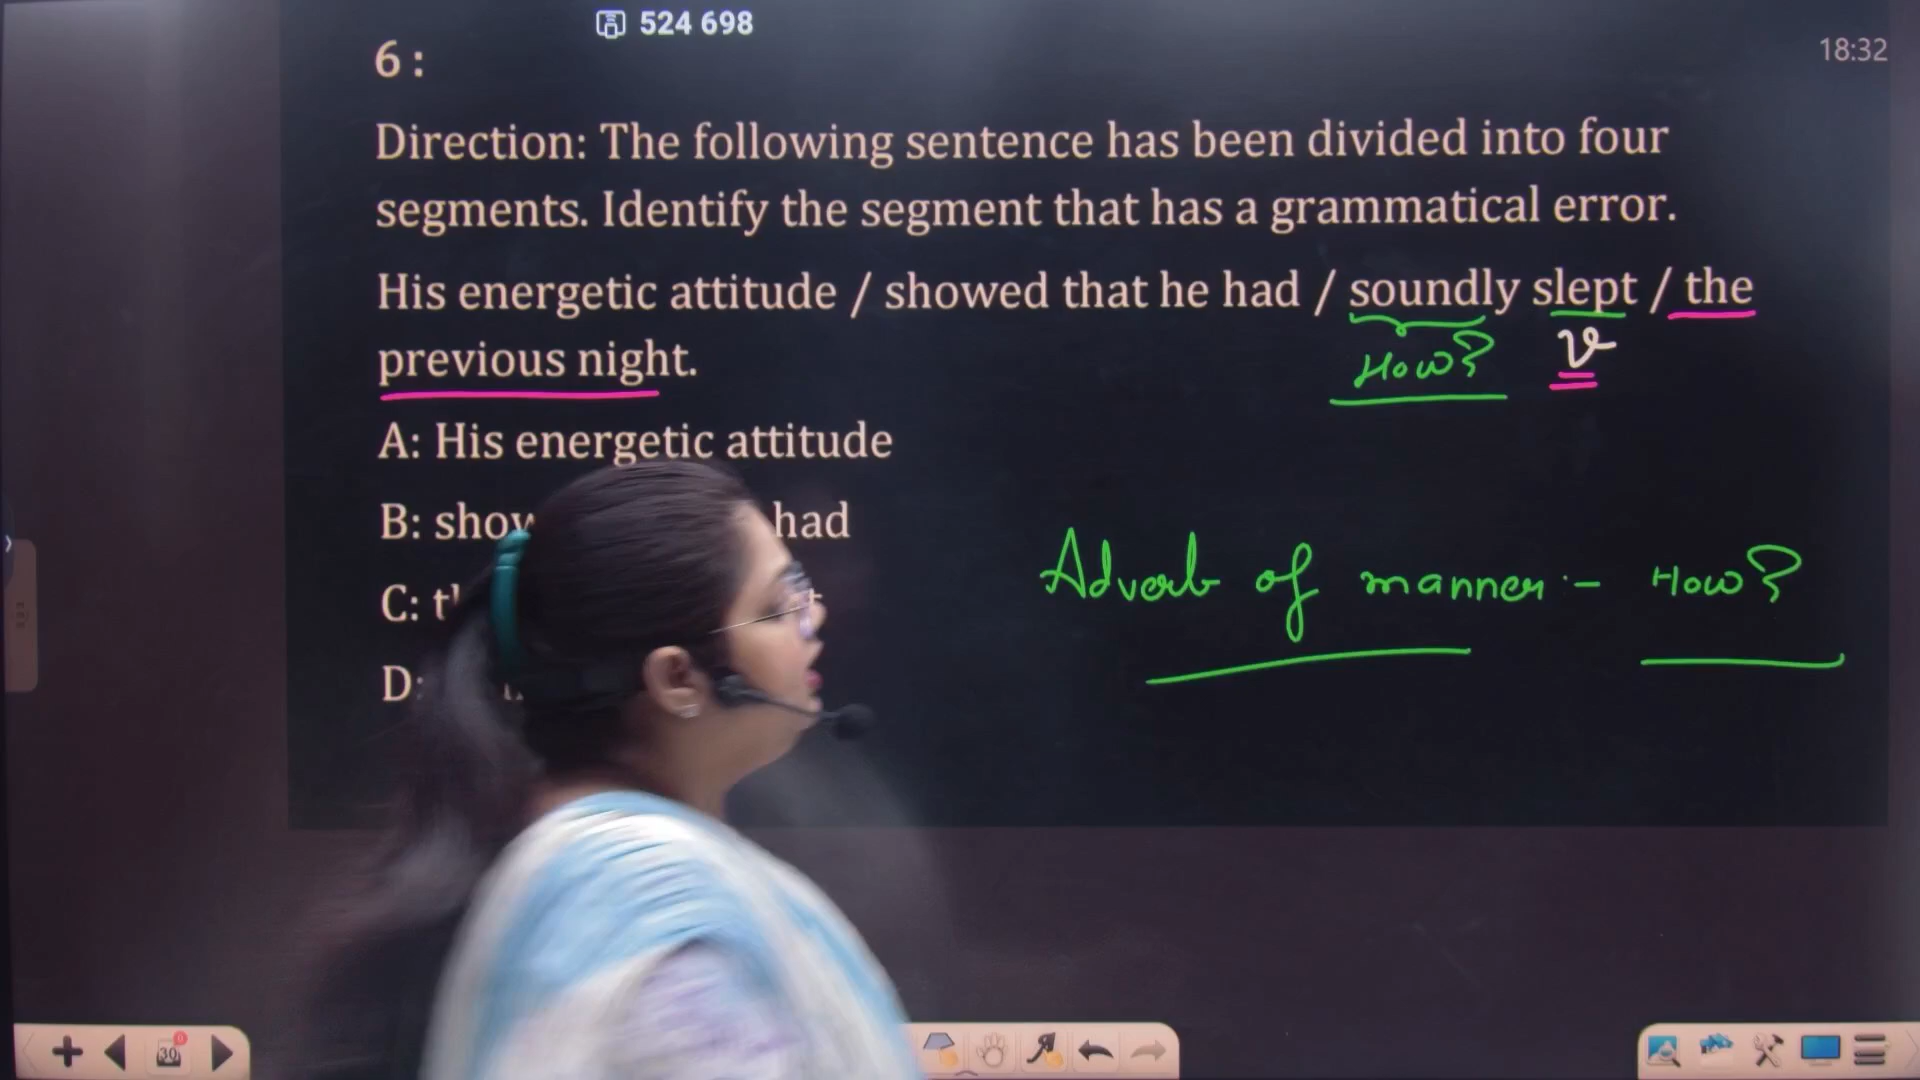 524 698
18:32
6 :
Direction: The following sentence has been divided into four
segments. Identify the segment that has a grammatical error.
His energetic attitude / showed that he had / soundly slept / the
previous night.
How?
v
A: His energetic attitude
B: had
C:
D:
Adverb of manner :- How?
30